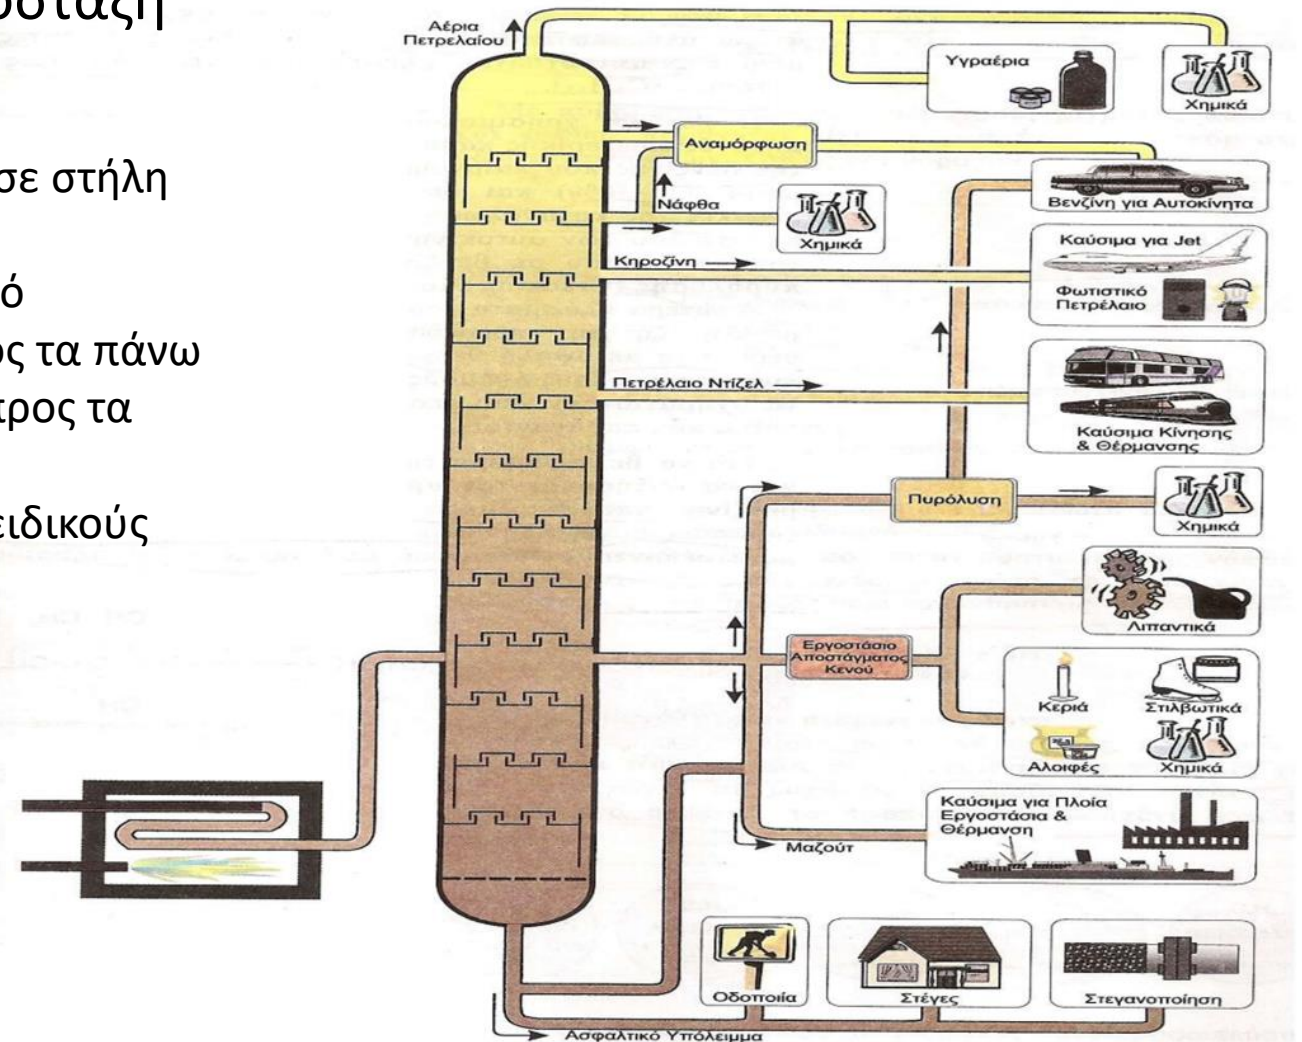 σε στήλη
ος τα πάνω
προς τα
ειδικούς
Αέρια
Πετρελαίου
Υγραέρια
Χημικά
Αναμόρφωση
Νάφθα
Χημικά
Βενζίνη για Αυτοκίνητα
Κηροζίνη
Καύσιμα για Jet
Φωτιστικό
Πετρέλαιο
Πετρέλαιο Ντίζελ
Καύσιμα Κίνησης
& Θέρμανσης
Πυρόλυση
Χημικά
Λιπαντικά
Εργοστάσιο
Αποστάγματος
Κενού
Κεριά
Στιλβωτικά
Αλοιφές
Χημικά
Καύσιμα για Πλοία
Εργοστάσια &
Θέρμανση
Μαζούτ
Οδοποιία
Στέγες
Στεγανοποίηση
Ασφαλτικό Υπόλειμμα